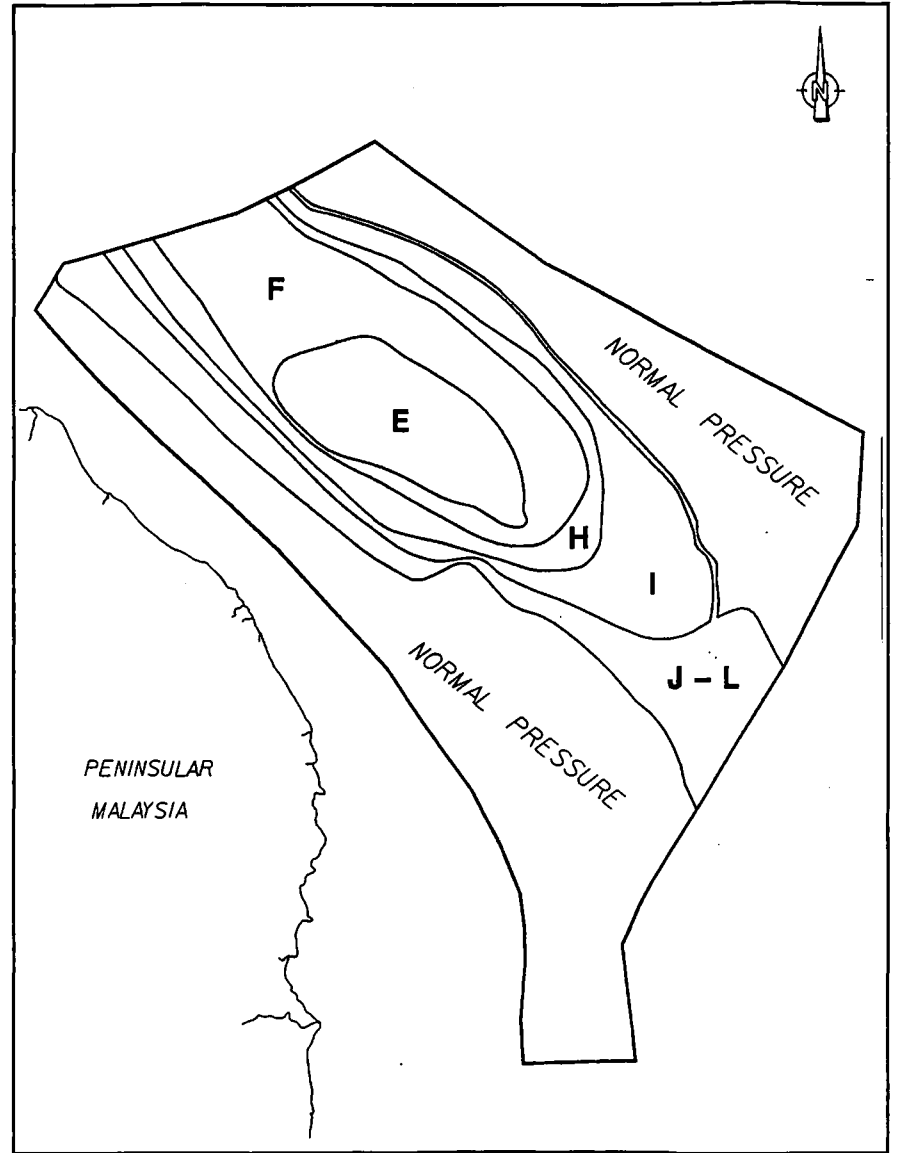 N
F
NORMAL PRESSURE
E
H
I
J – L
NORMAL PRESSURE
PENINSULAR
MALAYSIA